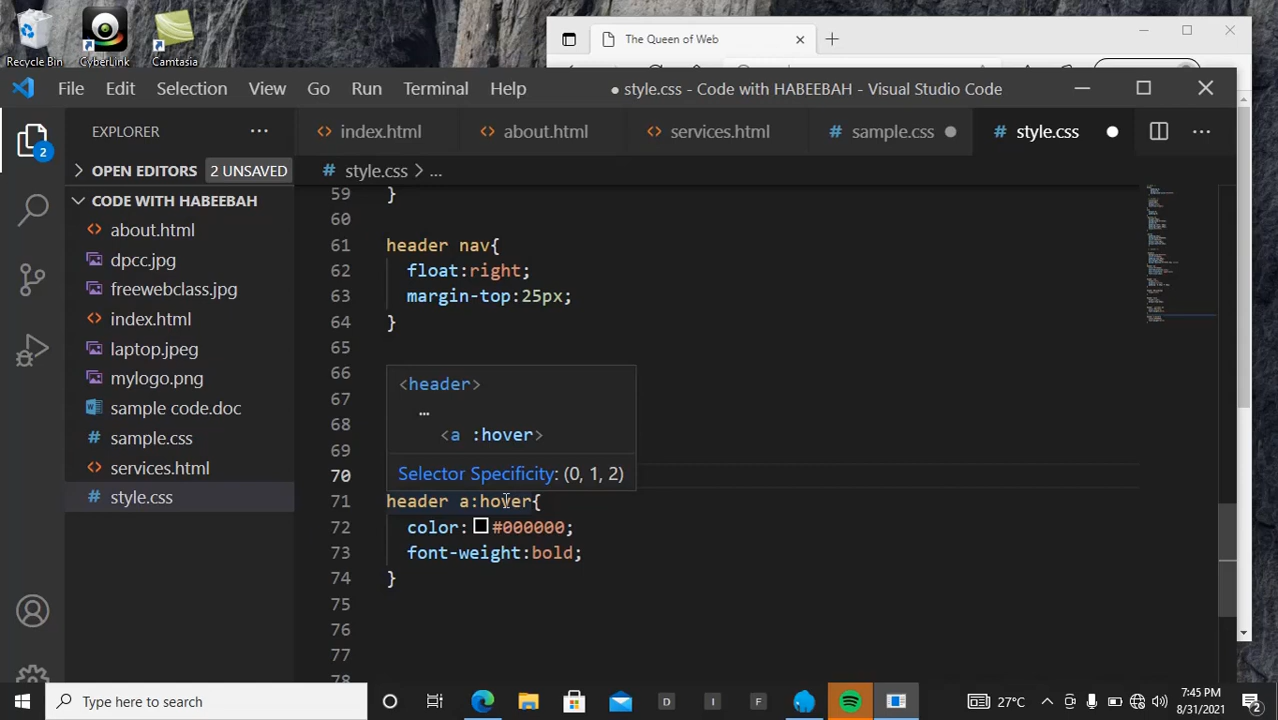 Recycle Bin
CyberLink
Camtasia
The Queen of Web
File Edit Selection View Go Run Terminal Help
● style.css - Code with HABEEBAH - Visual Studio Code
EXPLORER
index.html
about.html
services.html
# sample.css
# style.css
2
OPEN EDITORS
2 UNSAVED
# style.css > ...
CODE WITH HABEEBAH
about.html
dpcc.jpg
freewebclass.jpg
index.html
laptop.jpeg
mylogo.png
sample code.doc
# sample.css
services.html
# style.css
59 }
60
61 header nav{
62 float:right;
63 margin-top:25px;
64 }
65
66
67
68
69
70
<header>
…
<a :hover>
Selector Specificity: (0, 1, 2)
71 header a:hover{
72 color: #000000;
73 font-weight:bold;
74 }
75
76
77
Type here to search
D
I
F
27°C
7:45 PM
8/31/2021
2